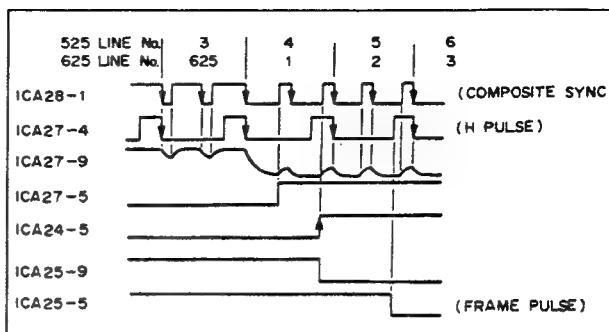 525 LINE No. 3 4 5 6
625 LINE No. 625 1 2 3
ICA28-1 (COMPOSITE SYNC
ICA27-4 (H PULSE)
ICA27-9
ICA27-5
ICA24-5
ICA25-9
ICA25-5 (FRAME PULSE)